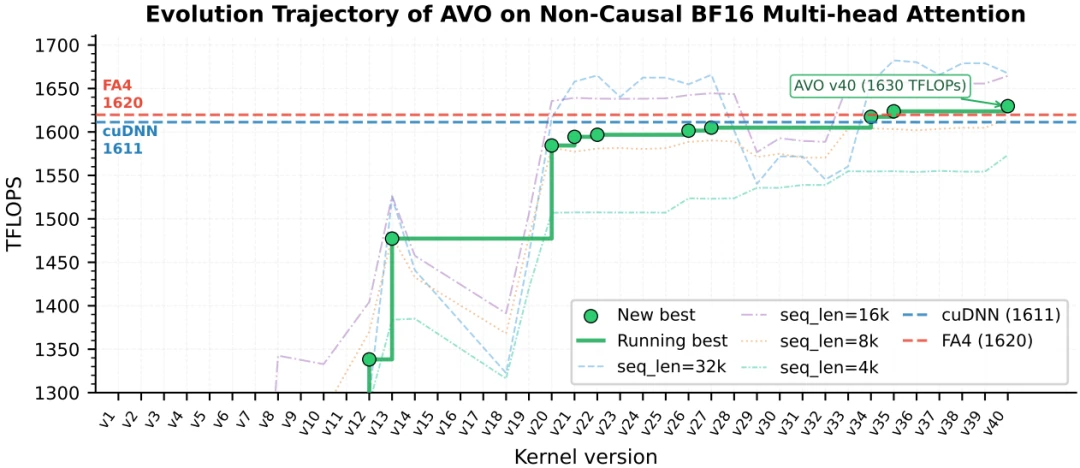 Evolution Trajectory of AVO on Non-Causal BF16 Multi-head Attention
TFLOPS
1700
1650
1600
1550
1500
1450
1400
1350
1300
FA4
1620
cuDNN
1611
AVO v40 (1630 TFLOPs)
New best
Running best
seq_len=32k
seq_len=16k
seq_len=8k
seq_len=4k
cuDNN (1611)
FA4 (1620)
v1 v2 v3 v4 v5 v6 v7 v8 v9 v10 v11 v12 v13 v14 v15 v16 v17 v18 v19 v20 v21 v22 v23 v24 v25 v26 v27 v28 v29 v30 v31 v32 v33 v34 v35 v36 v37 v38 v39 v40
Kernel version